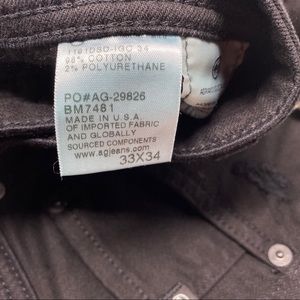 98% COTTON
2% POLYURETHANE
PO#AG-29826
BM7481
MADE IN U.S.A.
OF IMPORTED FABRIC
AND GLOBALLY
SOURCED COMPONENTS
www.agjeans.com
33X34